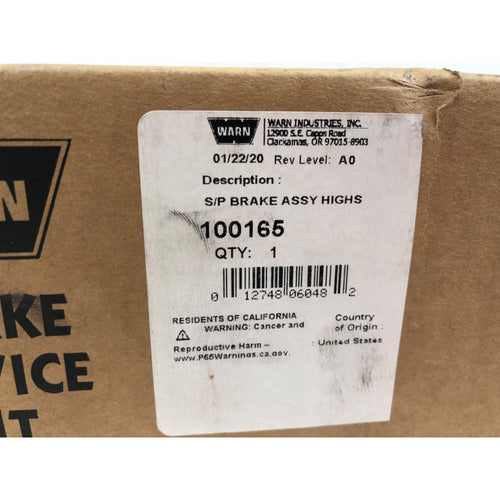 WARN
WARN INDUSTRIES, INC.
12900 S.E. Capps Road
Clackamas, OR 97015-8903
01/22/20 Rev Level: A0
Description :
S/P BRAKE ASSY HIGHS
100165
QTY: 1
0 12748 06048 2
RESIDENTS OF CALIFORNIA
WARNING: Cancer and
Reproductive Harm –
www.P65Warnings.ca.gov.
Country
of Origin :
: United States
RN
AKE
VICE
IT